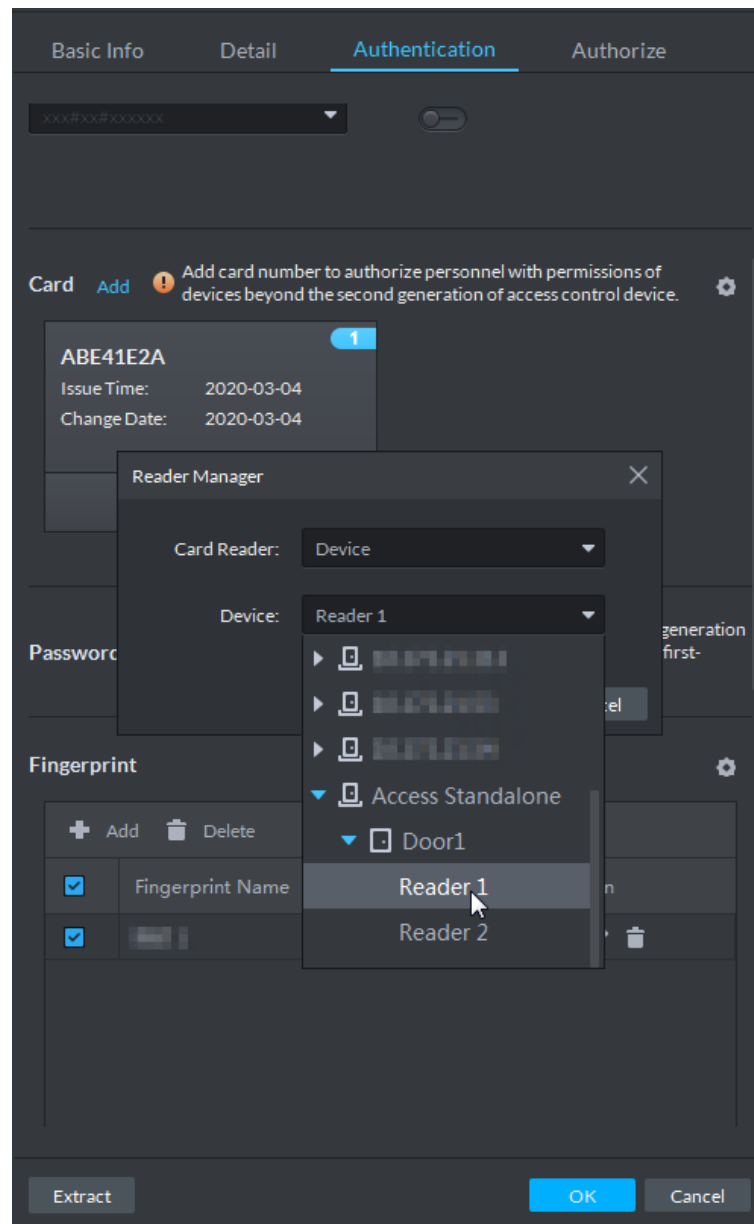 Basic Info Detail Authentication Authorize
xxx#xx#xxxxxx
Card Add Add card number to authorize personnel with permissions of
devices beyond the second generation of access control device.
1
ABE41E2A
Issue Time: 2020-03-04
Change Date: 2020-03-04
Reader Manager
Card Reader: Device
Device: Reader 1
generation
Password first-
Access Standalone
Door1
Reader 1
Reader 2
Fingerprint
Add Delete
Fingerprint Name
Extract OK Cancel